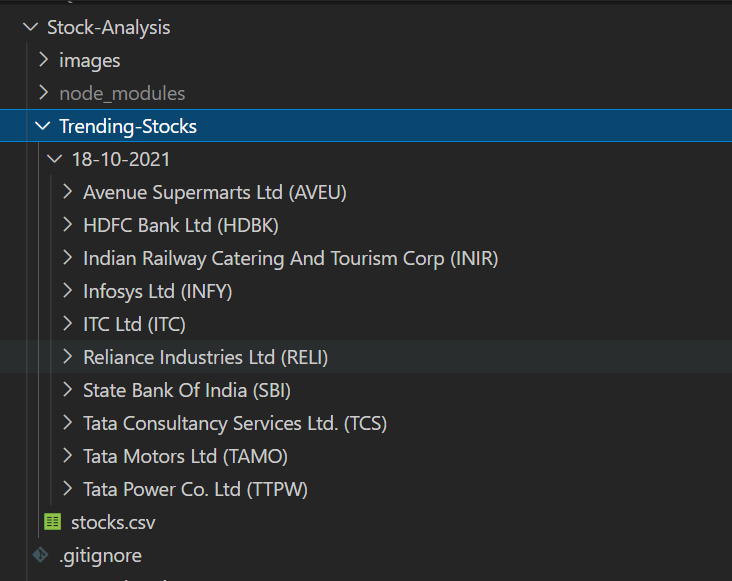 Stock-Analysis
images
node_modules
Trending-Stocks
18-10-2021
Avenue Supermarts Ltd (AVEU)
HDFC Bank Ltd (HDBK)
Indian Railway Catering And Tourism Corp (INIR)
Infosys Ltd (INFY)
ITC Ltd (ITC)
Reliance Industries Ltd (RELI)
State Bank Of India (SBI)
Tata Consultancy Services Ltd. (TCS)
Tata Motors Ltd (TAMO)
Tata Power Co. Ltd (TTPW)
stocks.csv
.gitignore